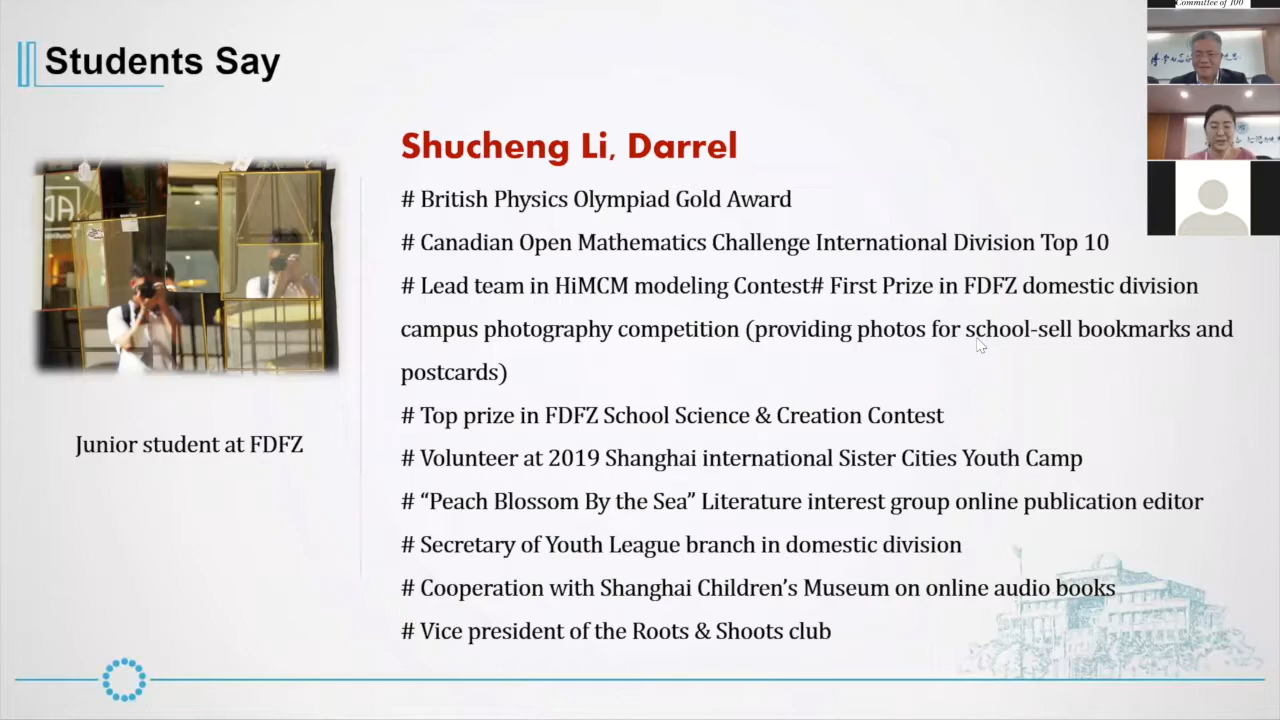 Committee of 100
Students Say
Shucheng Li, Darrel
# British Physics Olympiad Gold Award
# Canadian Open Mathematics Challenge International Division Top 10
# Lead team in HiMCM modeling Contest# First Prize in FDFZ domestic division
campus photography competition (providing photos for school-sell bookmarks and
postcards)
# Top prize in FDFZ School Science & Creation Contest
# Volunteer at 2019 Shanghai international Sister Cities Youth Camp
# “Peach Blossom By the Sea” Literature interest group online publication editor
# Secretary of Youth League branch in domestic division
# Cooperation with Shanghai Children’s Museum on online audio books
# Vice president of the Roots & Shoots club
Junior student at FDFZ